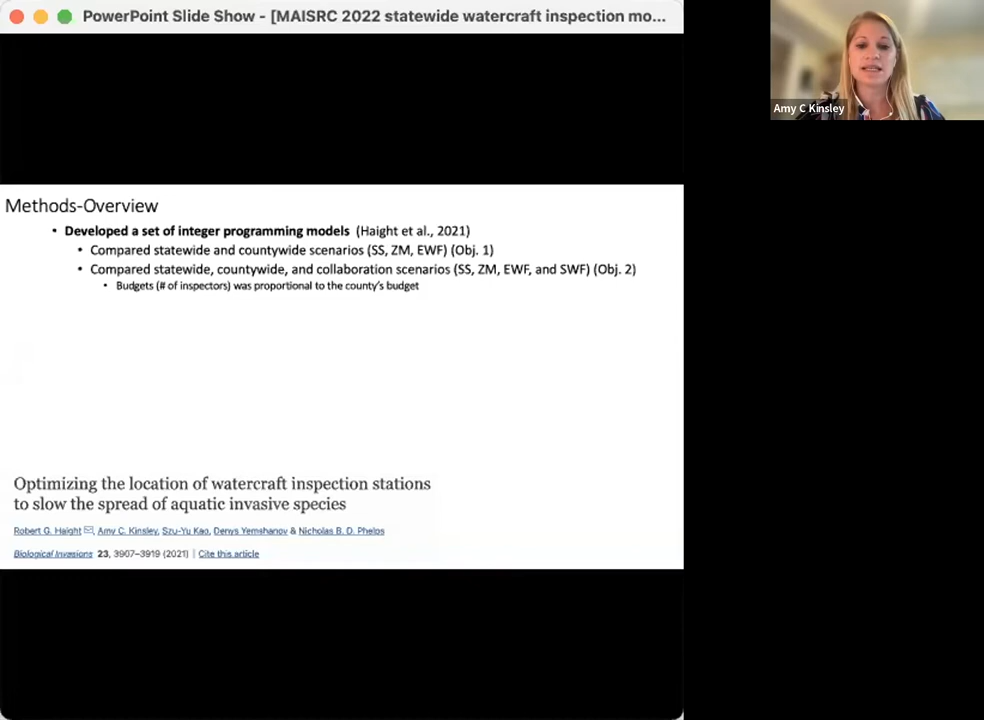 PowerPoint Slide Show - [MAISRC 2022 statewide watercraft inspection mo...
Amy C Kinsley
Methods-Overview
• Developed a set of integer programming models (Haight et al., 2021)
• Compared statewide and countywide scenarios (SS, ZM, EWF) (Obj. 1)
• Compared statewide, countywide, and collaboration scenarios (SS, ZM, EWF, and SWF) (Obj. 2)
• Budgets (# of inspectors) was proportional to the county's budget
Optimizing the location of watercraft inspection stations
to slow the spread of aquatic invasive species
Robert G. Haight, Amy C. Kinsley, Szu-Yu Kao, Denys Yemshanov & Nicholas B. D. Phelps
Biological Invasions 23, 3907–3919 (2021) | Cite this article